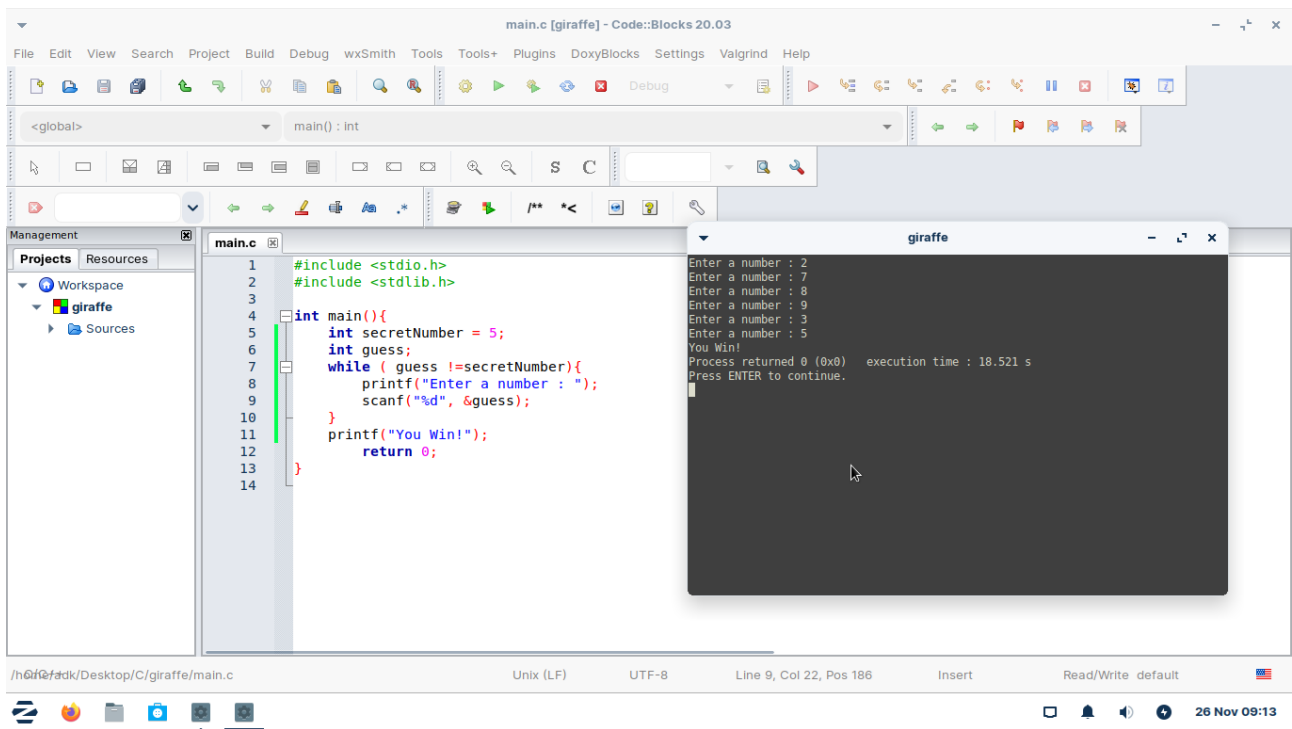 main.c [giraffe] - Code::Blocks 20.03
File Edit View Search Project Build Debug wxSmith Tools Tools+ Plugins DoxyBlocks Settings Valgrind Help
Debug
<global>
main() : int
S C
/** *<
.*
Management
Projects Resources
Workspace
giraffe
Sources
main.c
1 #include <stdio.h>
2 #include <stdlib.h>
3
4 int main(){
5 int secretNumber = 5;
6 int guess;
7 while ( guess !=secretNumber){
8 printf("Enter a number : ");
9 scanf("%d", &guess);
10 }
11 printf("You Win!");
12 return 0;
13 }
14
giraffe
Enter a number : 2
Enter a number : 7
Enter a number : 8
Enter a number : 9
Enter a number : 3
Enter a number : 5
You Win!
Process returned 0 (0x0) execution time : 18.521 s
Press ENTER to continue.
/Desktop/C/giraffe/main.c
Unix (LF) UTF-8 Line 9, Col 22, Pos 186 Insert Read/Write default
26 Nov 09:13